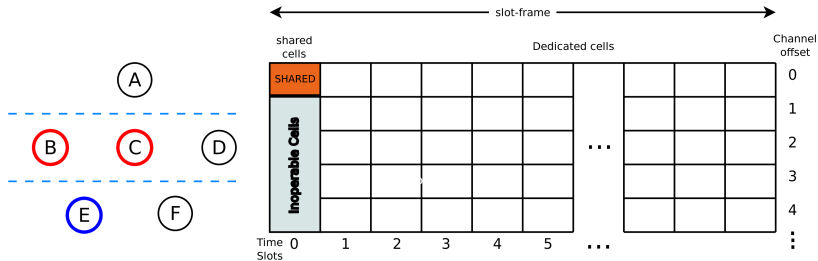 slot-frame
shared
cells
Dedicated cells
Channel
offset
A
B
C
D
E
F
SHARED
Inoperable Cells
0
1
2
3
4
⋮
...
Time
Slots
0 1 2 3 4 5 ...